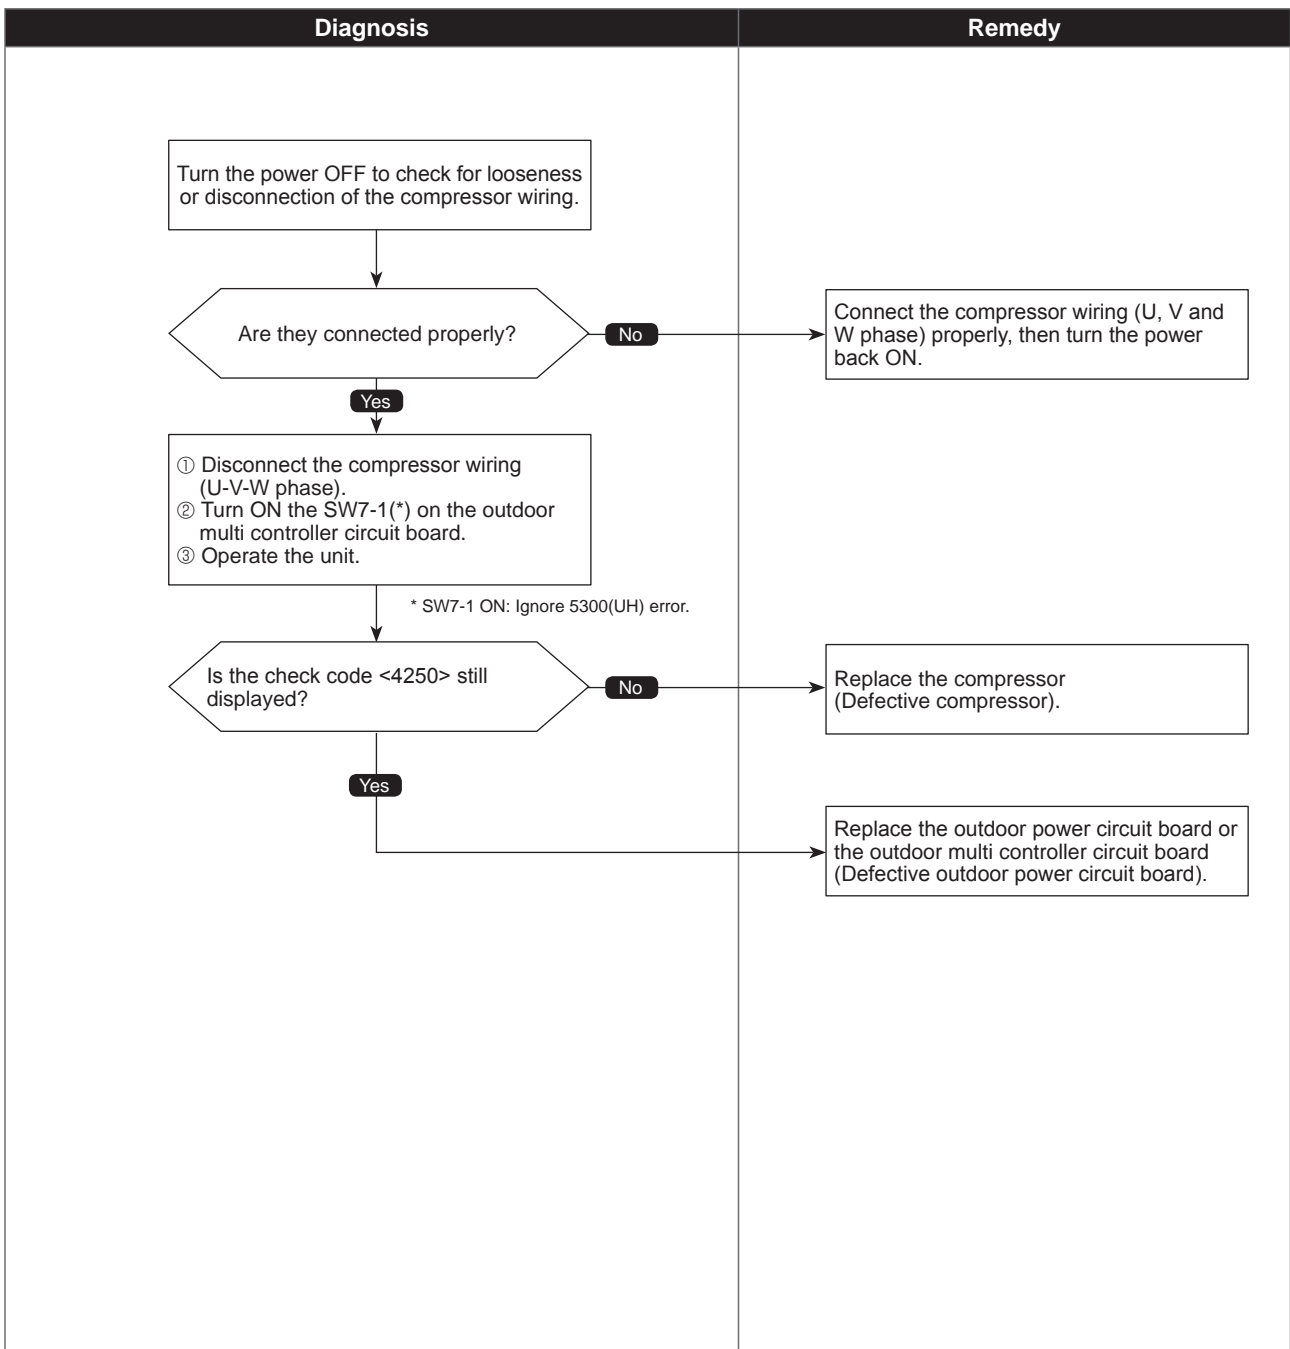 Diagnosis
Remedy
Turn the power OFF to check for looseness
or disconnection of the compressor wiring.
Are they connected properly?
No
Connect the compressor wiring (U, V and
W phase) properly, then turn the power
back ON.
Yes
① Disconnect the compressor wiring
(U-V-W phase).
② Turn ON the SW7-1(*) on the outdoor
multi controller circuit board.
③ Operate the unit.
* SW7-1 ON: Ignore 5300(UH) error.
Is the check code <4250> still
displayed?
No
Replace the compressor
(Defective compressor).
Yes
Replace the outdoor power circuit board or
the outdoor multi controller circuit board
(Defective outdoor power circuit board).